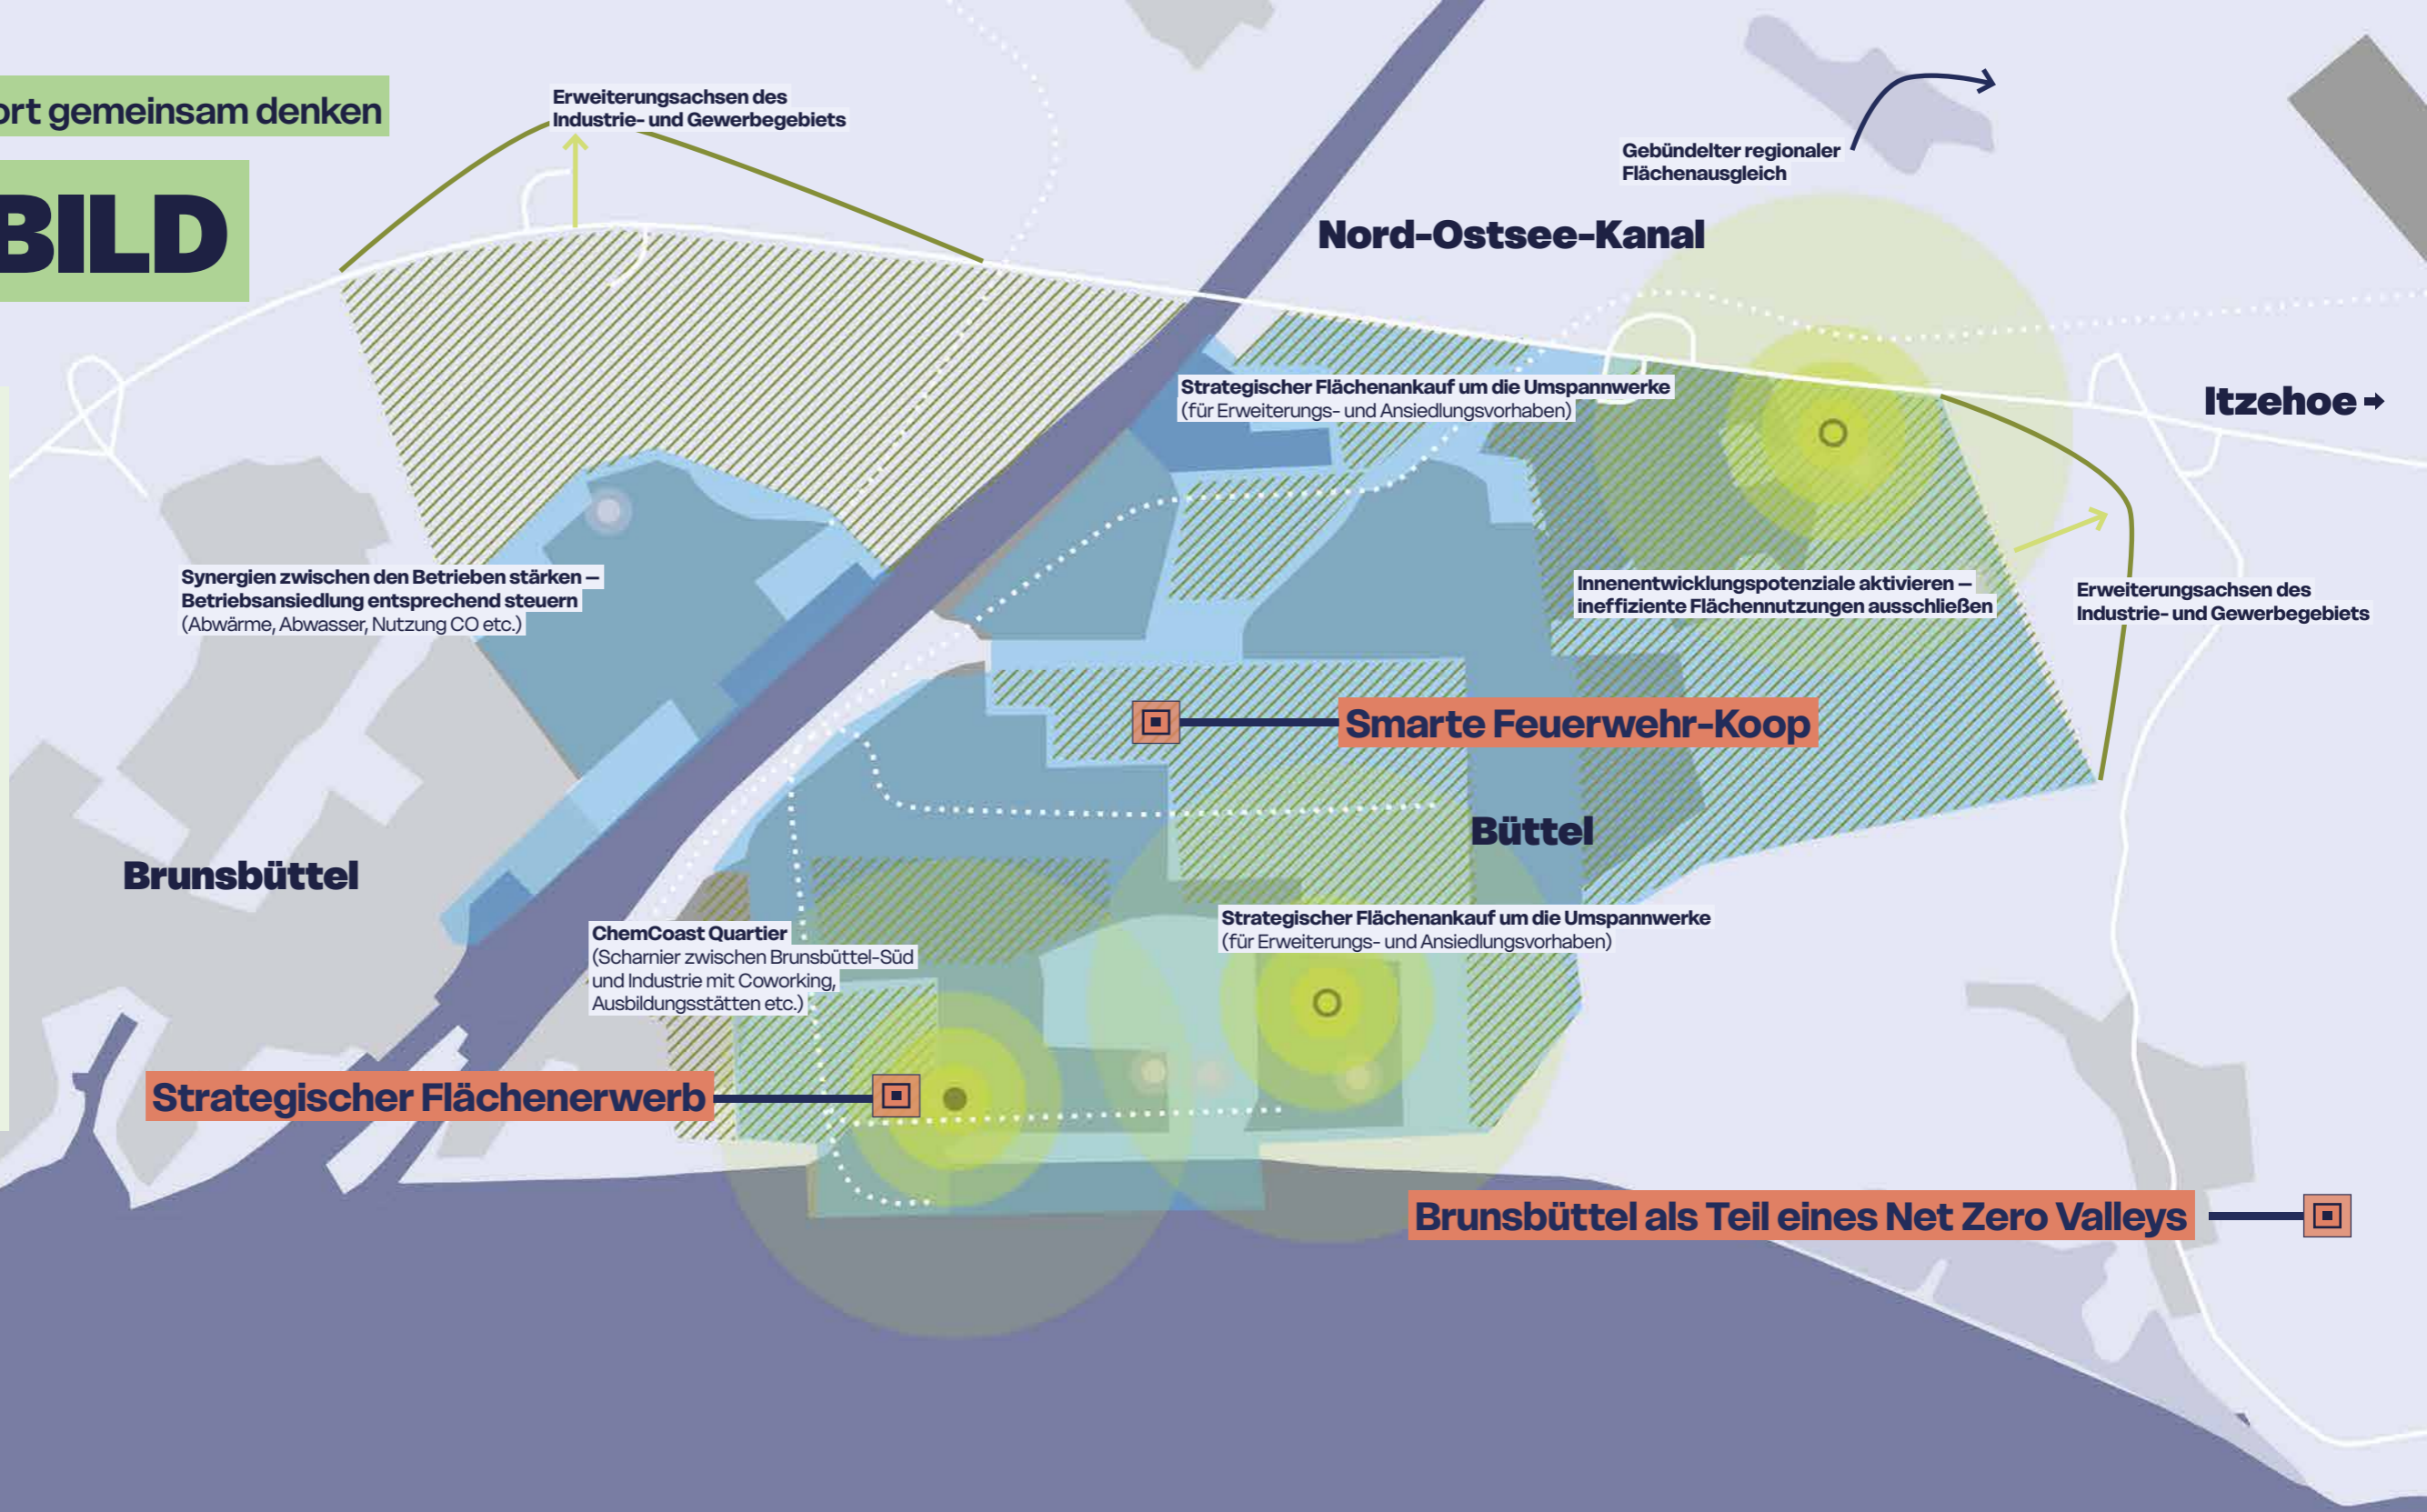 ort gemeinsam denken
BILD
Erweiterungsachsen des
Industrie- und Gewerbegebiets
Gebündelter regionaler
Flächenausgleich
Nord-Ostsee-Kanal
Strategischer Flächenankauf um die Umspannwerke
(für Erweiterungs- und Ansiedlungsvorhaben)
Itzehoe →
Synergien zwischen den Betrieben stärken –
Betriebsansiedlung entsprechend steuern
(Abwärme, Abwasser, Nutzung CO etc.)
Innenentwicklungspotenziale aktivieren –
ineffiziente Flächennutzungen ausschließen
Erweiterungsachsen des
Industrie- und Gewerbegebiets
Smarte Feuerwehr-Koop
Büttel
Brunsbüttel
ChemCoast Quartier
(Scharnier zwischen Brunsbüttel-Süd
und Industrie mit Coworking,
Ausbildungsstätten etc.)
Strategischer Flächenankauf um die Umspannwerke
(für Erweiterungs- und Ansiedlungsvorhaben)
Strategischer Flächenerwerb
Brunsbüttel als Teil eines Net Zero Valleys